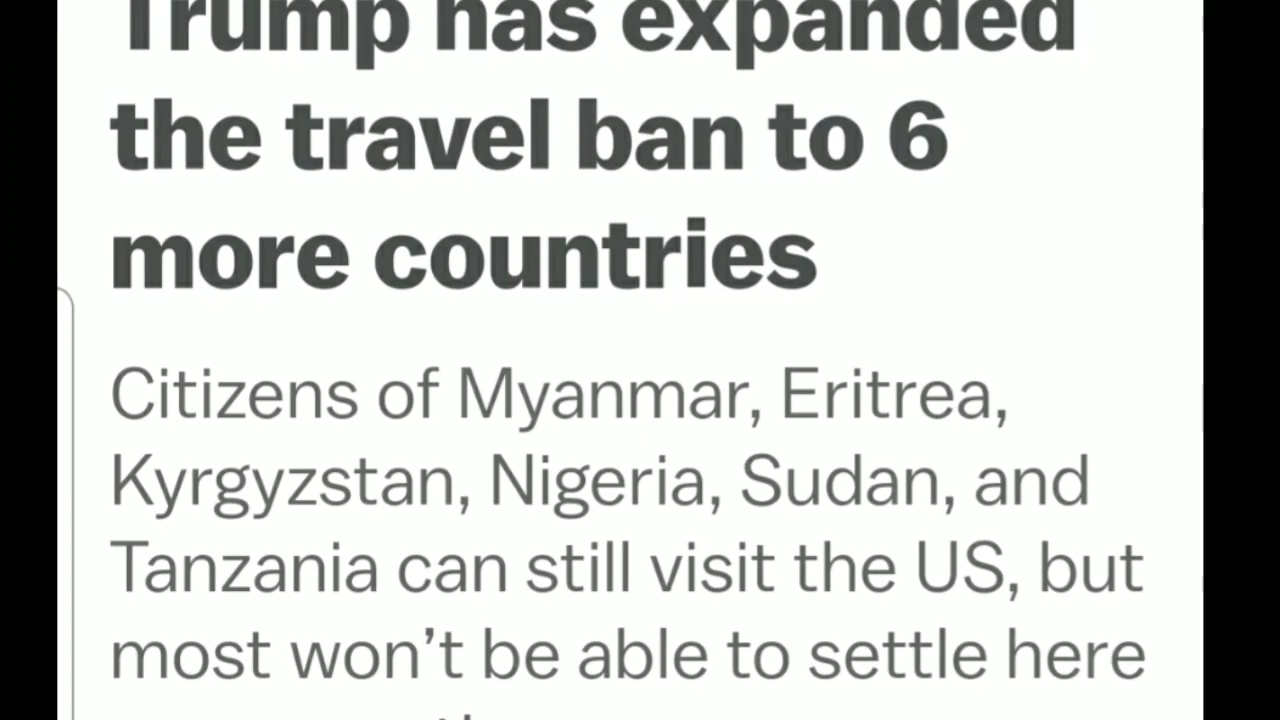 Trump has expanded
the travel ban to 6
more countries
Citizens of Myanmar, Eritrea,
Kyrgyzstan, Nigeria, Sudan, and
Tanzania can still visit the US, but
most won’t be able to settle here